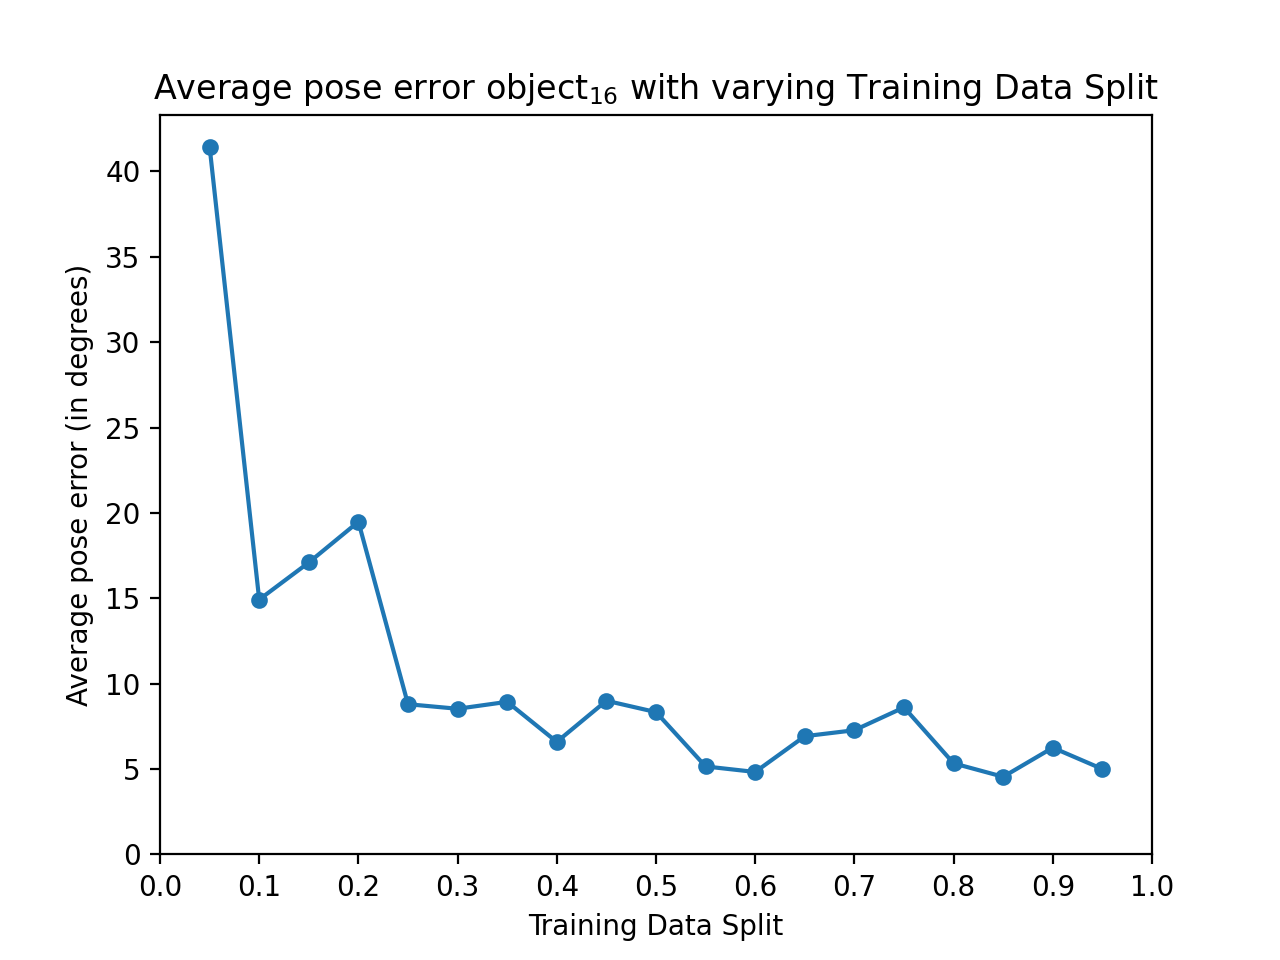 Average pose error object₁₆ with varying Training Data Split
Average pose error (in degrees)
40
35
30
25
20
15
10
5
0
0.0 0.1 0.2 0.3 0.4 0.5 0.6 0.7 0.8 0.9 1.0
Training Data Split